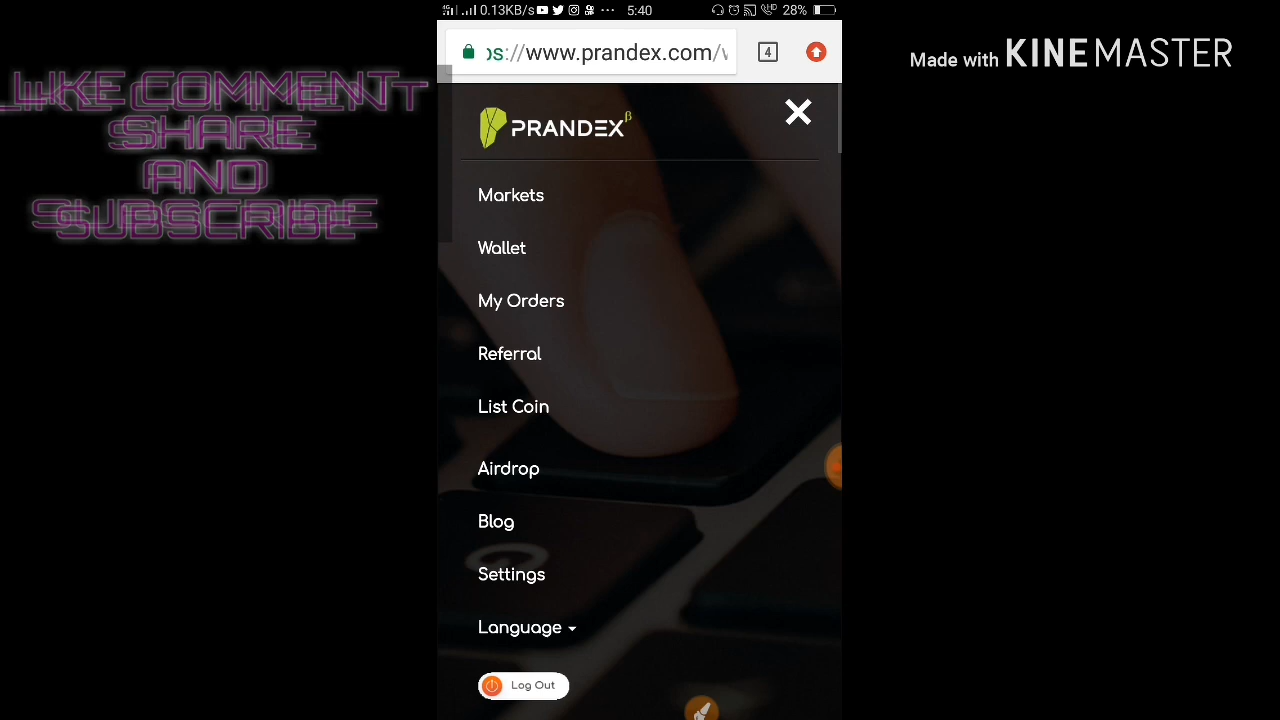 0.13KB/s ... 5:40 28%
LIKE COMMENT
SHARE
AND
SUBSCRIBE
s://www.prandex.com/ 4
Made with KINEMASTER
PRANDEX β
Markets
Wallet
My Orders
Referral
List Coin
Airdrop
Blog
Settings
Language
Log Out